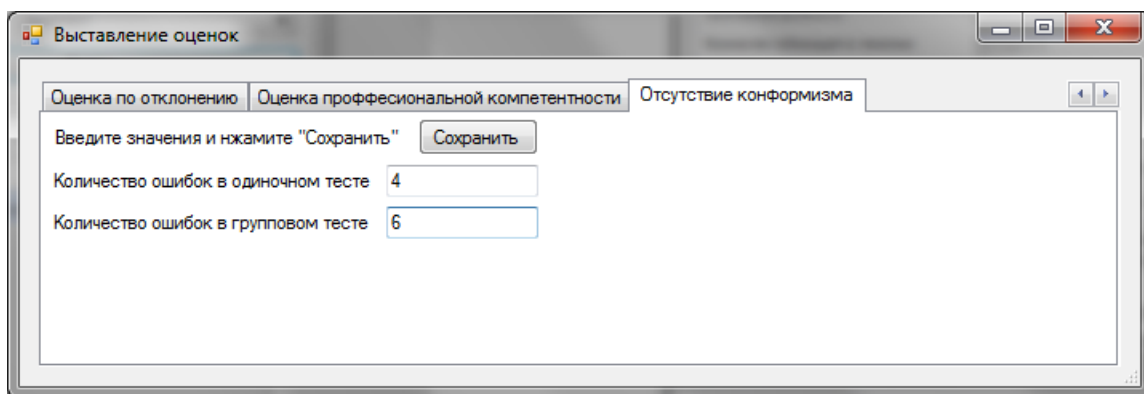 Выставление оценок
Оценка по отклонению Оценка проффесиональной компетентности Отсутствие конформизма
Введите значения и нжамите "Сохранить" Сохранить
Количество ошибок в одиночном тесте 4
Количество ошибок в групповом тесте 6